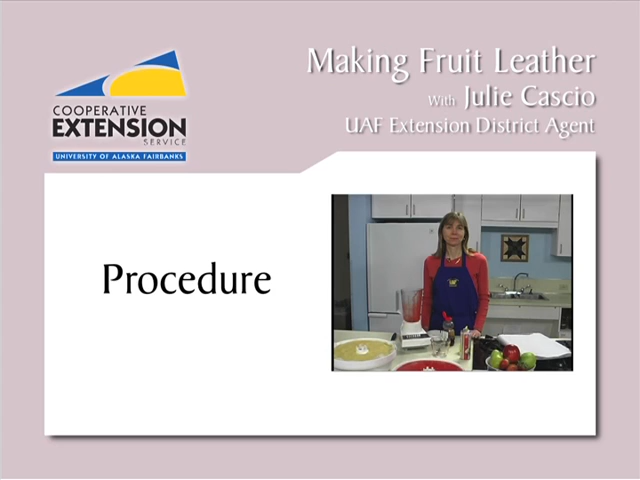 COOPERATIVE
EXTENSION
SERVICE
UNIVERSITY OF ALASKA FAIRBANKS
Making Fruit Leather
With Julie Cascio
UAF Extension District Agent
Procedure